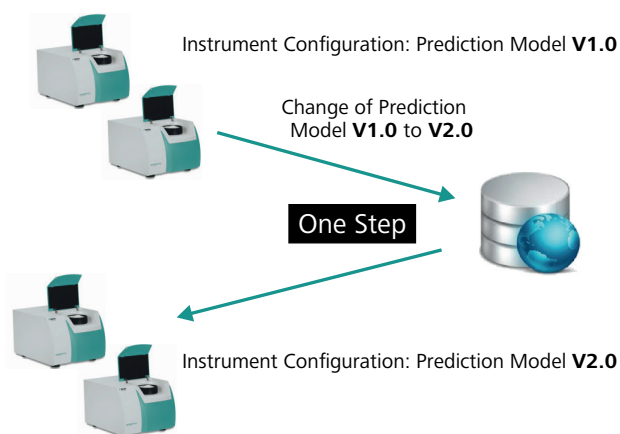 Instrument Configuration: Prediction Model V1.0
Change of Prediction
Model V1.0 to V2.0
One Step
Instrument Configuration: Prediction Model V2.0